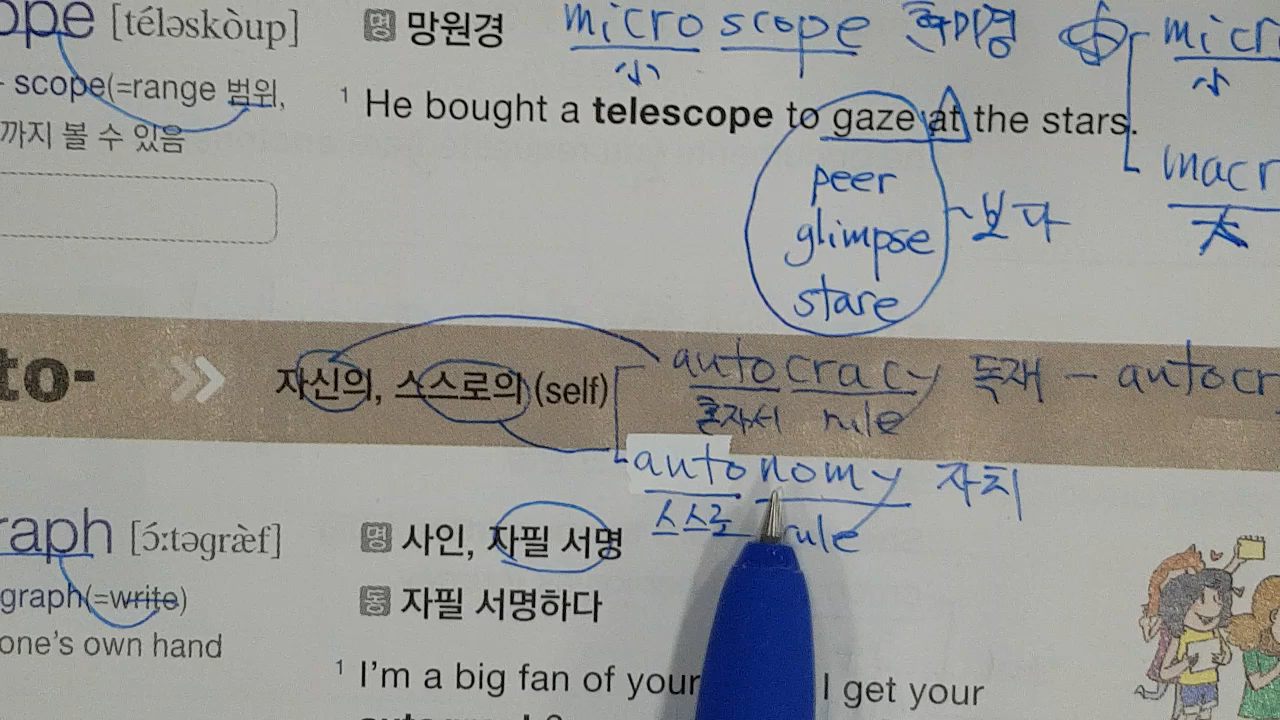 ope [téləskòup] 명 망원경 micro scope 현미경 micr
小 小
scope(=range 범위, 1 He bought a telescope to gaze at the stars.
까지 볼 수 있음
peer macr
glimpse 보다 大
stare
to- 자신의, 스스로의 (self) autocracy 독재 - autocr
혼자서 rule
autonomy 자치
스스로 rule
raph [ɔ́ːtəgræ̀f] 명 사인, 자필 서명
graph(=write) 동 자필 서명하다
one's own hand
1 I'm a big fan of your I get your